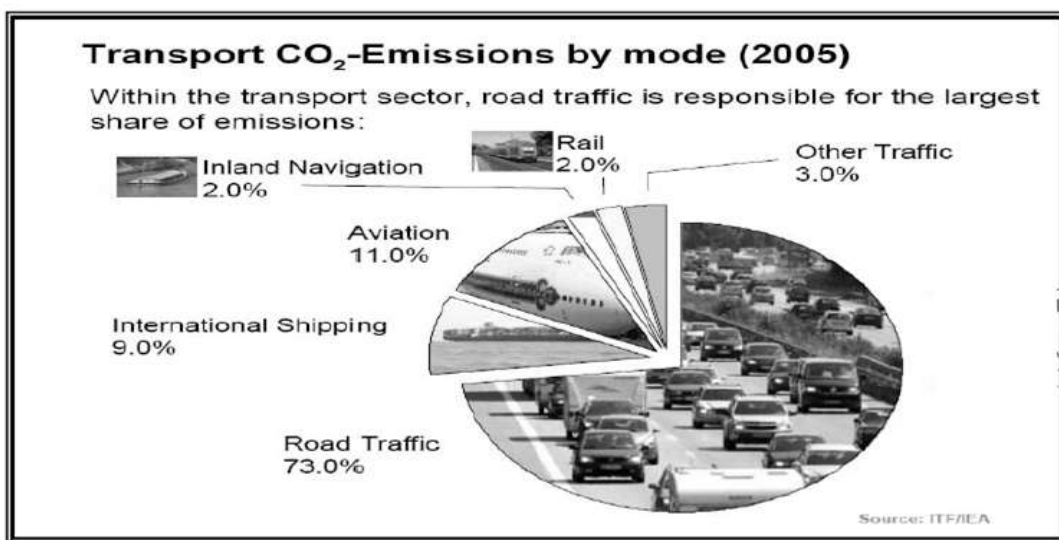 Transport CO₂-Emissions by mode (2005)
Within the transport sector, road traffic is responsible for the largest
share of emissions:
Rail
2.0%
Other Traffic
3.0%
Inland Navigation
2.0%
Aviation
11.0%
International Shipping
9.0%
Road Traffic
73.0%
Source: ITF/IEA